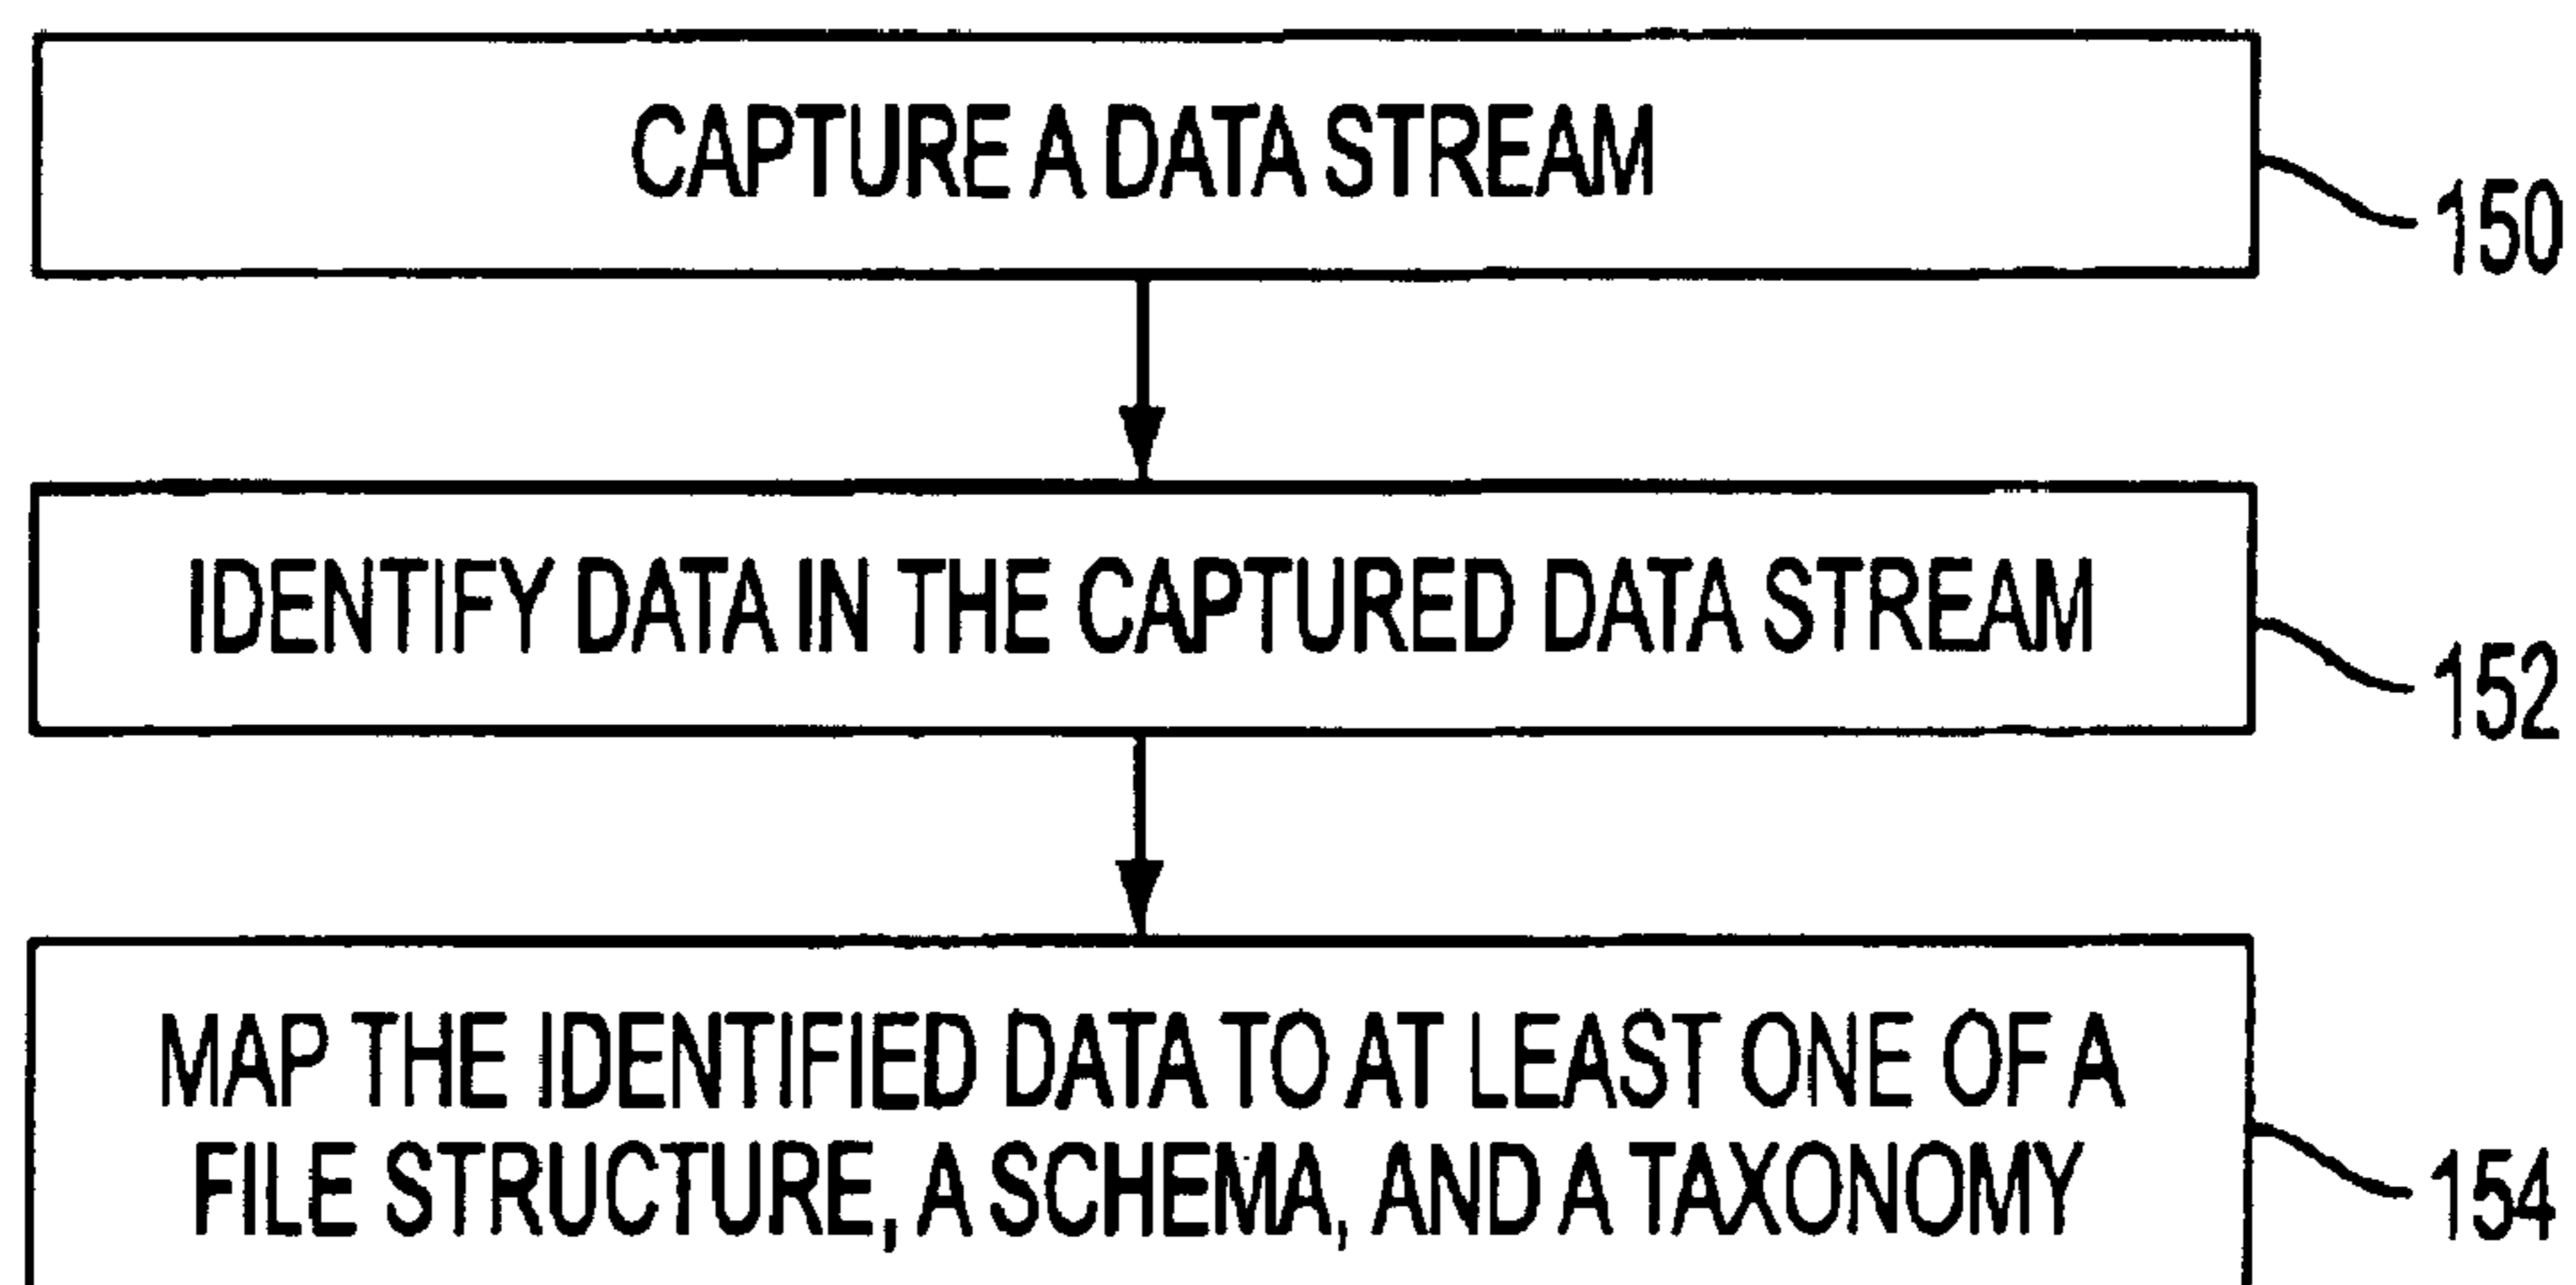 CAPTURE A DATA STREAM
150
IDENTIFY DATA IN THE CAPTURED DATA STREAM
152
MAP THE IDENTIFIED DATA TO AT LEAST ONE OF A
FILE STRUCTURE, A SCHEMA, AND A TAXONOMY
154